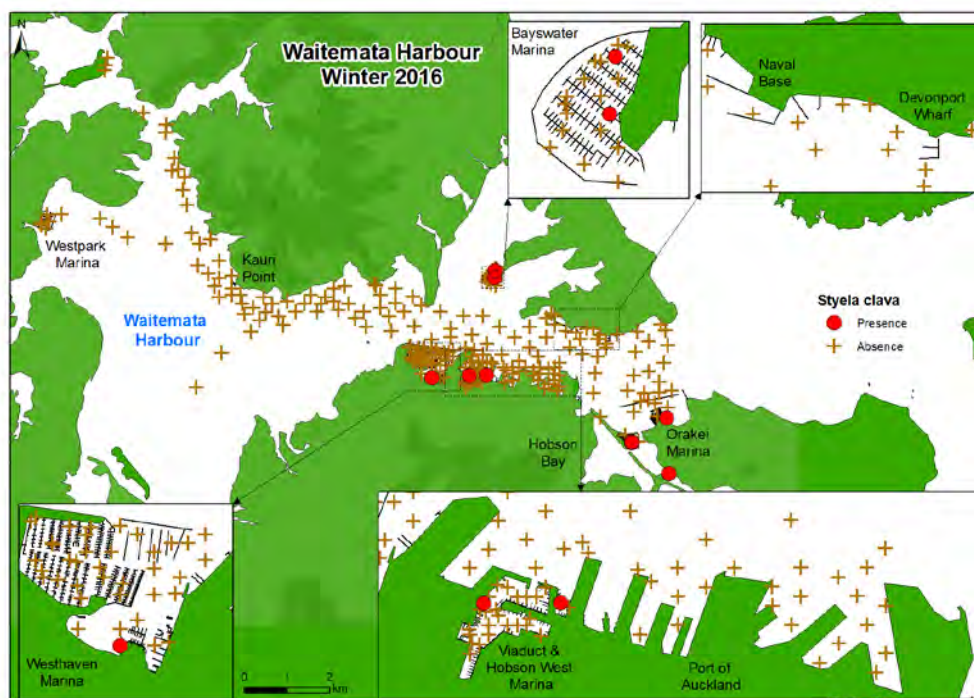 N
Waitemata Harbour
Winter 2016
Bayswater
Marina
Naval
Base
Devonport
Wharf
Westpark
Marina
Kauri
Point
Waitemata
Harbour
Styela clava
Presence
Absence
Hobson
Bay
Orakei
Marina
Westhaven
Marina
0 1 2
km
Viaduct &
Hobson West
Marina
Port of
Auckland